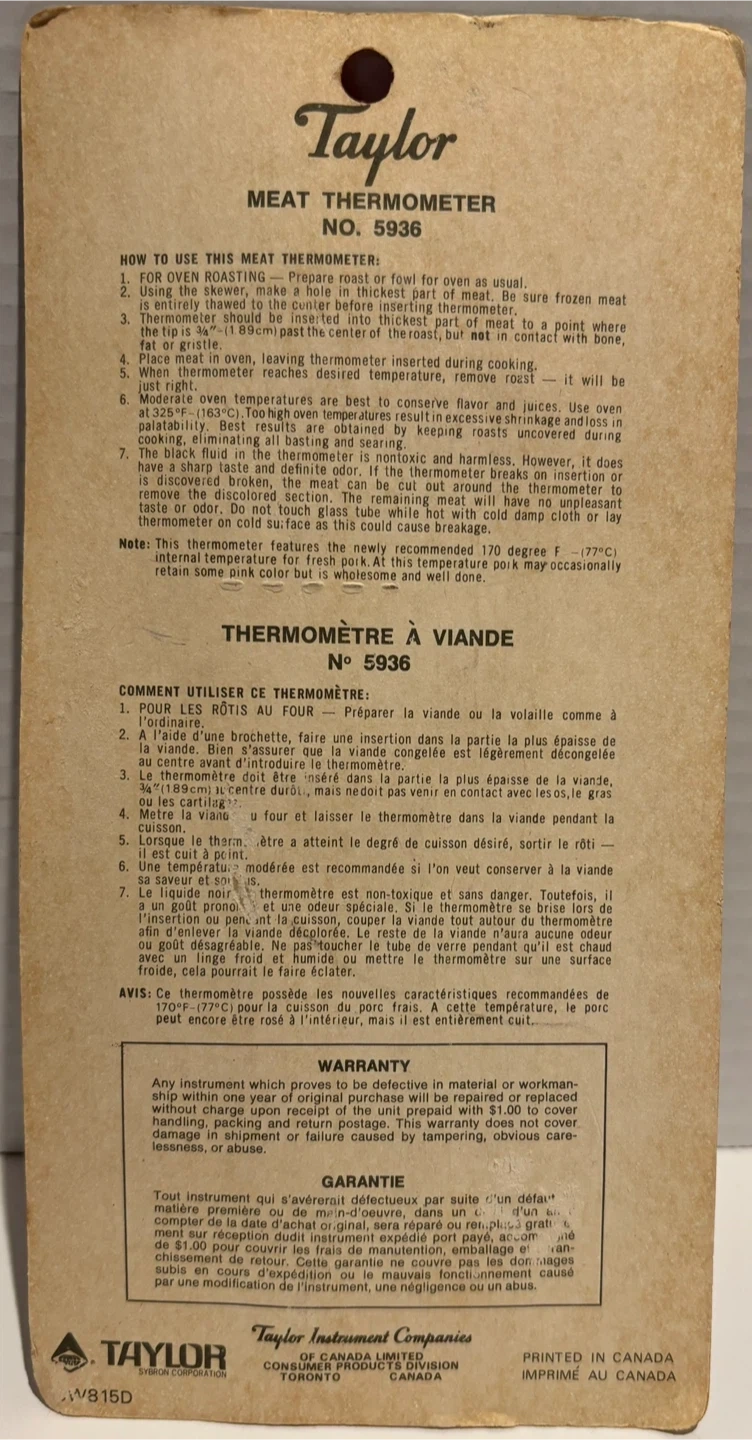 Taylor
MEAT THERMOMETER
NO. 5936
HOW TO USE THIS MEAT THERMOMETER:
1. FOR OVEN ROASTING — Prepare roast or fowl for oven as usual.
2. Using the skewer, make a hole in thickest part of meat. Be sure frozen meat
is entirely thawed to the center before inserting thermometer.
3. Thermometer should be inserted into thickest part of meat to a point where
the tip is ¾"-(1 89cm) past the center of the roast, but not in contact with bone,
fat or gristle.
4. Place meat in oven, leaving thermometer inserted during cooking.
5. When thermometer reaches desired temperature, remove roast — it will be
just right.
6. Moderate oven temperatures are best to conserve flavor and juices. Use oven
at 325°F-(163°C). Too high oven temperatures result in excessive shrinkage and loss in
palatability. Best results are obtained by keeping roasts uncovered during
cooking, eliminating all basting and searing.
7. The black fluid in the thermometer is nontoxic and harmless. However, it does
have a sharp taste and definite odor. If the thermometer breaks on insertion or
is discovered broken, the meat can be cut out around the thermometer to
remove the discolored section. The remaining meat will have no unpleasant
taste or odor. Do not touch glass tube while hot with cold damp cloth or lay
thermometer on cold surface as this could cause breakage.
Note: This thermometer features the newly recommended 170 degree F -(77°C)
internal temperature for fresh pork. At this temperature pork may occasionally
retain some pink color but is wholesome and well done.
THERMOMÈTRE À VIANDE
Nº 5936
COMMENT UTILISER CE THERMOMÈTRE:
1. POUR LES RÔTIS AU FOUR — Préparer la viande ou la volaille comme à
l'ordinaire.
2. A l'aide d'une brochette, faire une insertion dans la partie la plus épaisse de
la viande. Bien s'assurer que la viande congelée est légèrement décongelée
au centre avant d'introduire le thermomètre.
3. Le thermomètre doit être inséré dans la partie la plus épaisse de la viande,
¾"(1 89cm) centre durôti, mais ne doit pas venir en contact avec les os, le gras
ou les
4. Metre la viande u four et laisser le thermomètre dans la viande pendant la
cuisson.
5. Lorsque le thermomètre a atteint le degré de cuisson désiré, sortir le rôti —
il est cuit à point.
6. Une température modérée est recommandée si l'on veut conserver à la viande
sa saveur et
7. Le liquide noir thermomètre est non-toxique et sans danger. Toutefois, il
a un goût et une odeur spéciale. Si le thermomètre se brise lors de
l'insertion ou pendant la cuisson, couper la viande tout autour du thermomètre
afin d'enlever la viande décolorée. Le reste de la viande n'aura aucune odeur
ou goût désagréable. Ne pas toucher le tube de verre pendant qu'il est chaud
avec un linge froid et humide ou mettre le thermomètre sur une surface
froide, cela pourrait le faire éclater.
AVIS: Ce thermomètre possède les nouvelles caractéristiques recommandées de
170°F-(77°C) pour la cuisson du porc frais. A cette température, le porc
peut encore être rosé à l'intérieur, mais il est entièrement cuit.
WARRANTY
Any instrument which proves to be defective in material or workman-
ship within one year of original purchase will be repaired or replaced
without charge upon receipt of the unit prepaid with $1.00 to cover
handling, packing and return postage. This warranty does not cover
damage in shipment or failure caused by tampering, obvious care-
lessness, or abuse.
GARANTIE
Tout instrument qui s'avérerait défectueux par suite d'un défaut
matière première ou de main-d'oeuvre, dans un d'un
compter de la date d'achat original, sera réparé ou remplacé
ment sur réception dudit instrument expédié port payé,
de $1.00 pour couvrir les frais de manutention, emballage et
chissement de retour. Cette garantie ne couvre pas les dommages
subis en cours d'expédition ou le mauvais fonctionnement causé
par une modification de l'instrument, une négligence ou un abus.
TAYLOR
SYBRON CORPORATION
Taylor Instrument Companies
OF CANADA LIMITED
CONSUMER PRODUCTS DIVISION
TORONTO CANADA
PRINTED IN CANADA
IMPRIMÉ AU CANADA
W815D